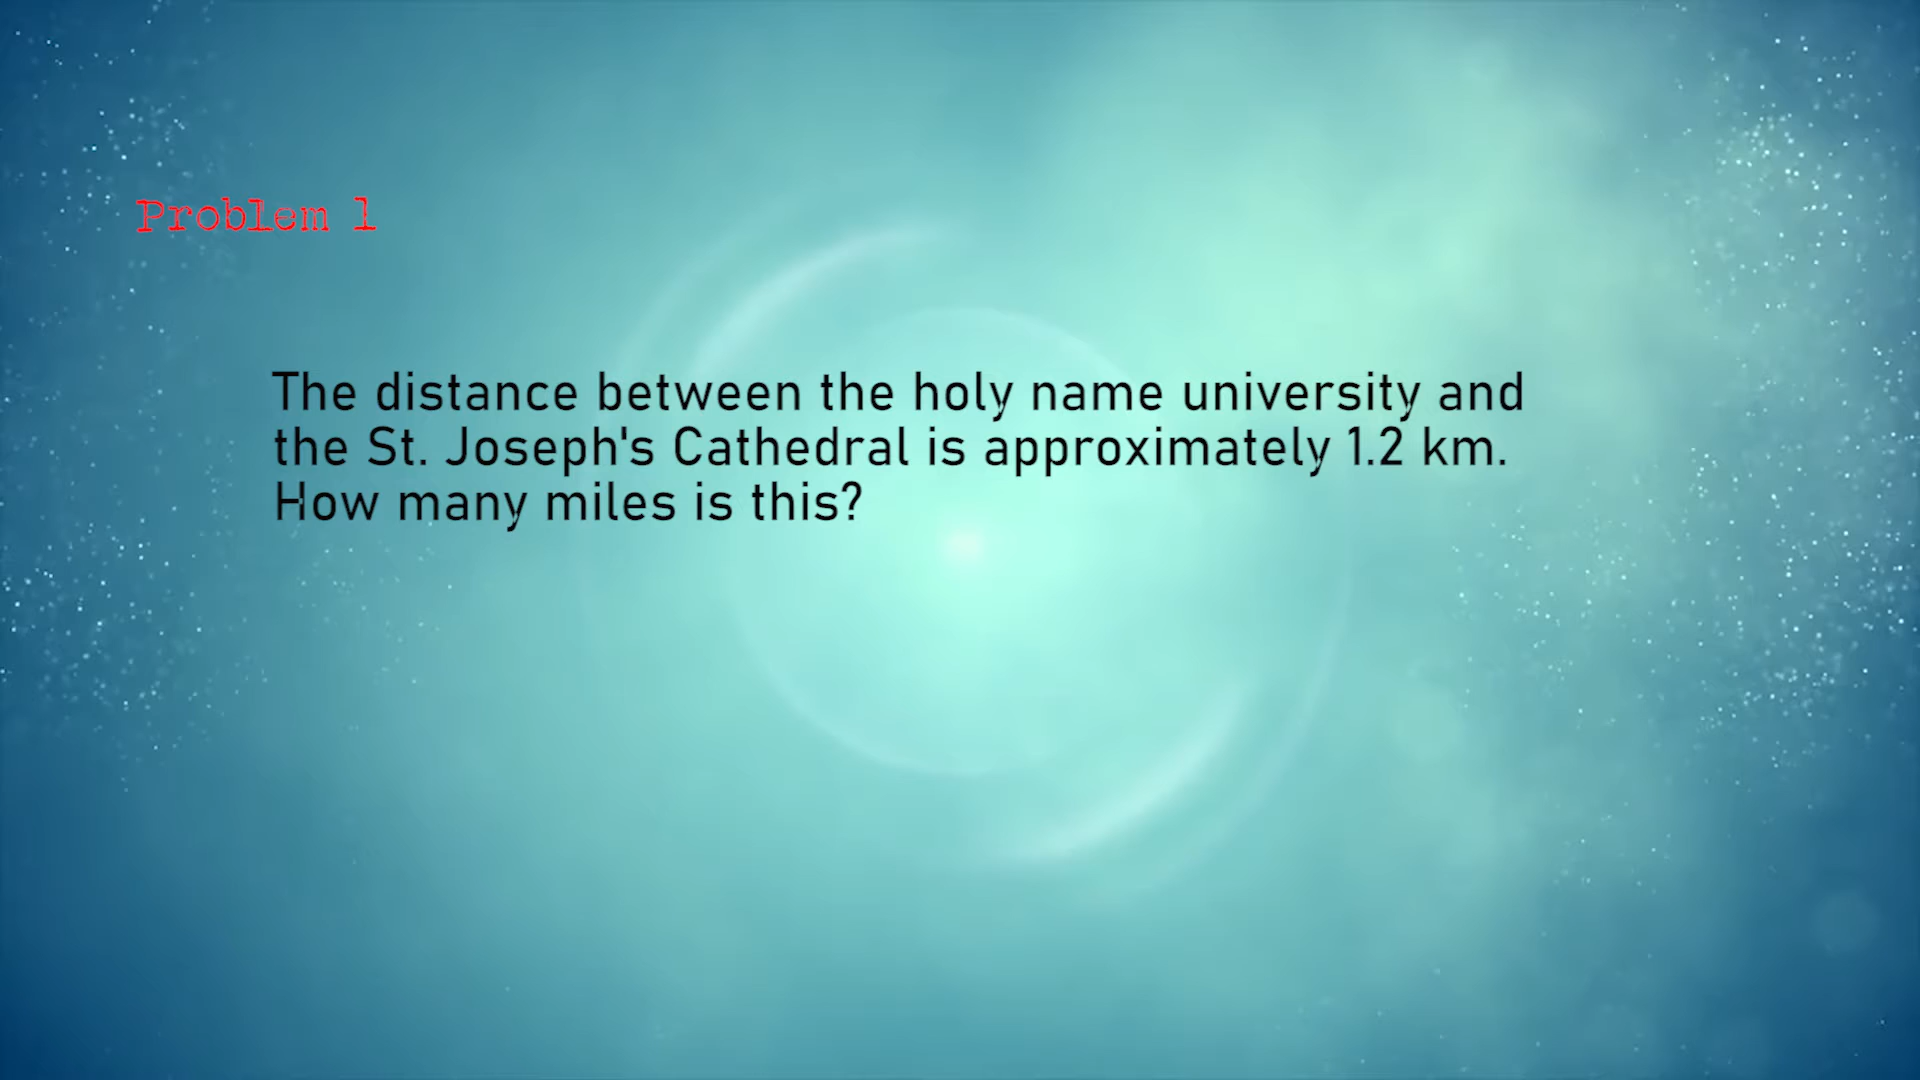 Problem 1
The distance between the holy name university and
the St. Joseph's Cathedral is approximately 1.2 km.
How many miles is this?